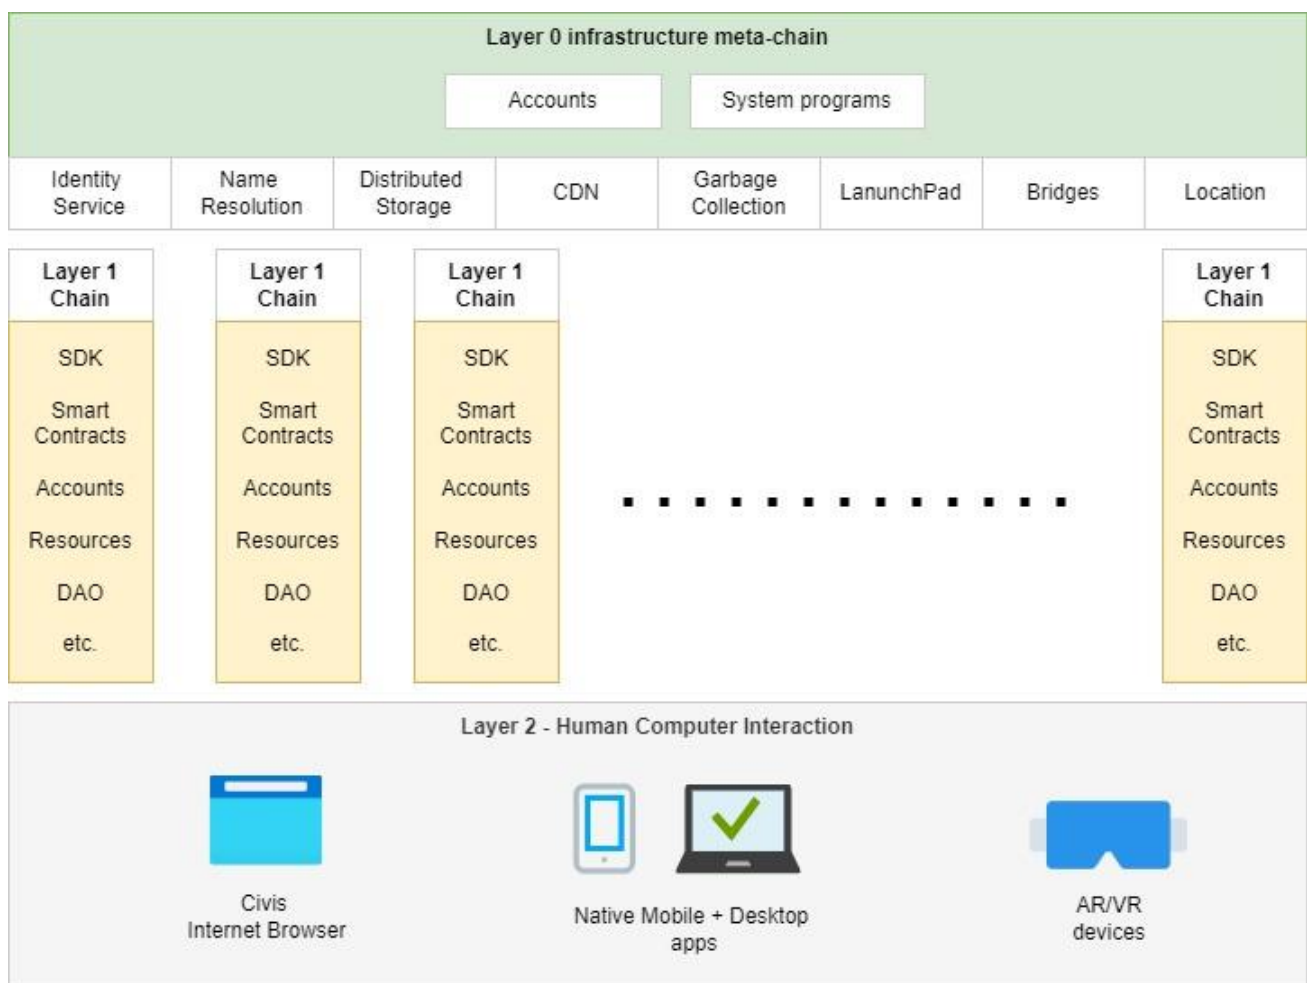 Layer 0 infrastructure meta-chain
Accounts
System programs
Identity
Service
Name
Resolution
Distributed
Storage
CDN
Garbage
Collection
LanunchPad
Bridges
Location
Layer 1
Chain
SDK
Smart
Contracts
Accounts
Resources
DAO
etc.
Layer 1
Chain
SDK
Smart
Contracts
Accounts
Resources
DAO
etc.
Layer 1
Chain
SDK
Smart
Contracts
Accounts
Resources
DAO
etc.
Layer 1
Chain
SDK
Smart
Contracts
Accounts
Resources
DAO
etc.
Layer 2 - Human Computer Interaction
Civis
Internet Browser
Native Mobile + Desktop
apps
AR/VR
devices